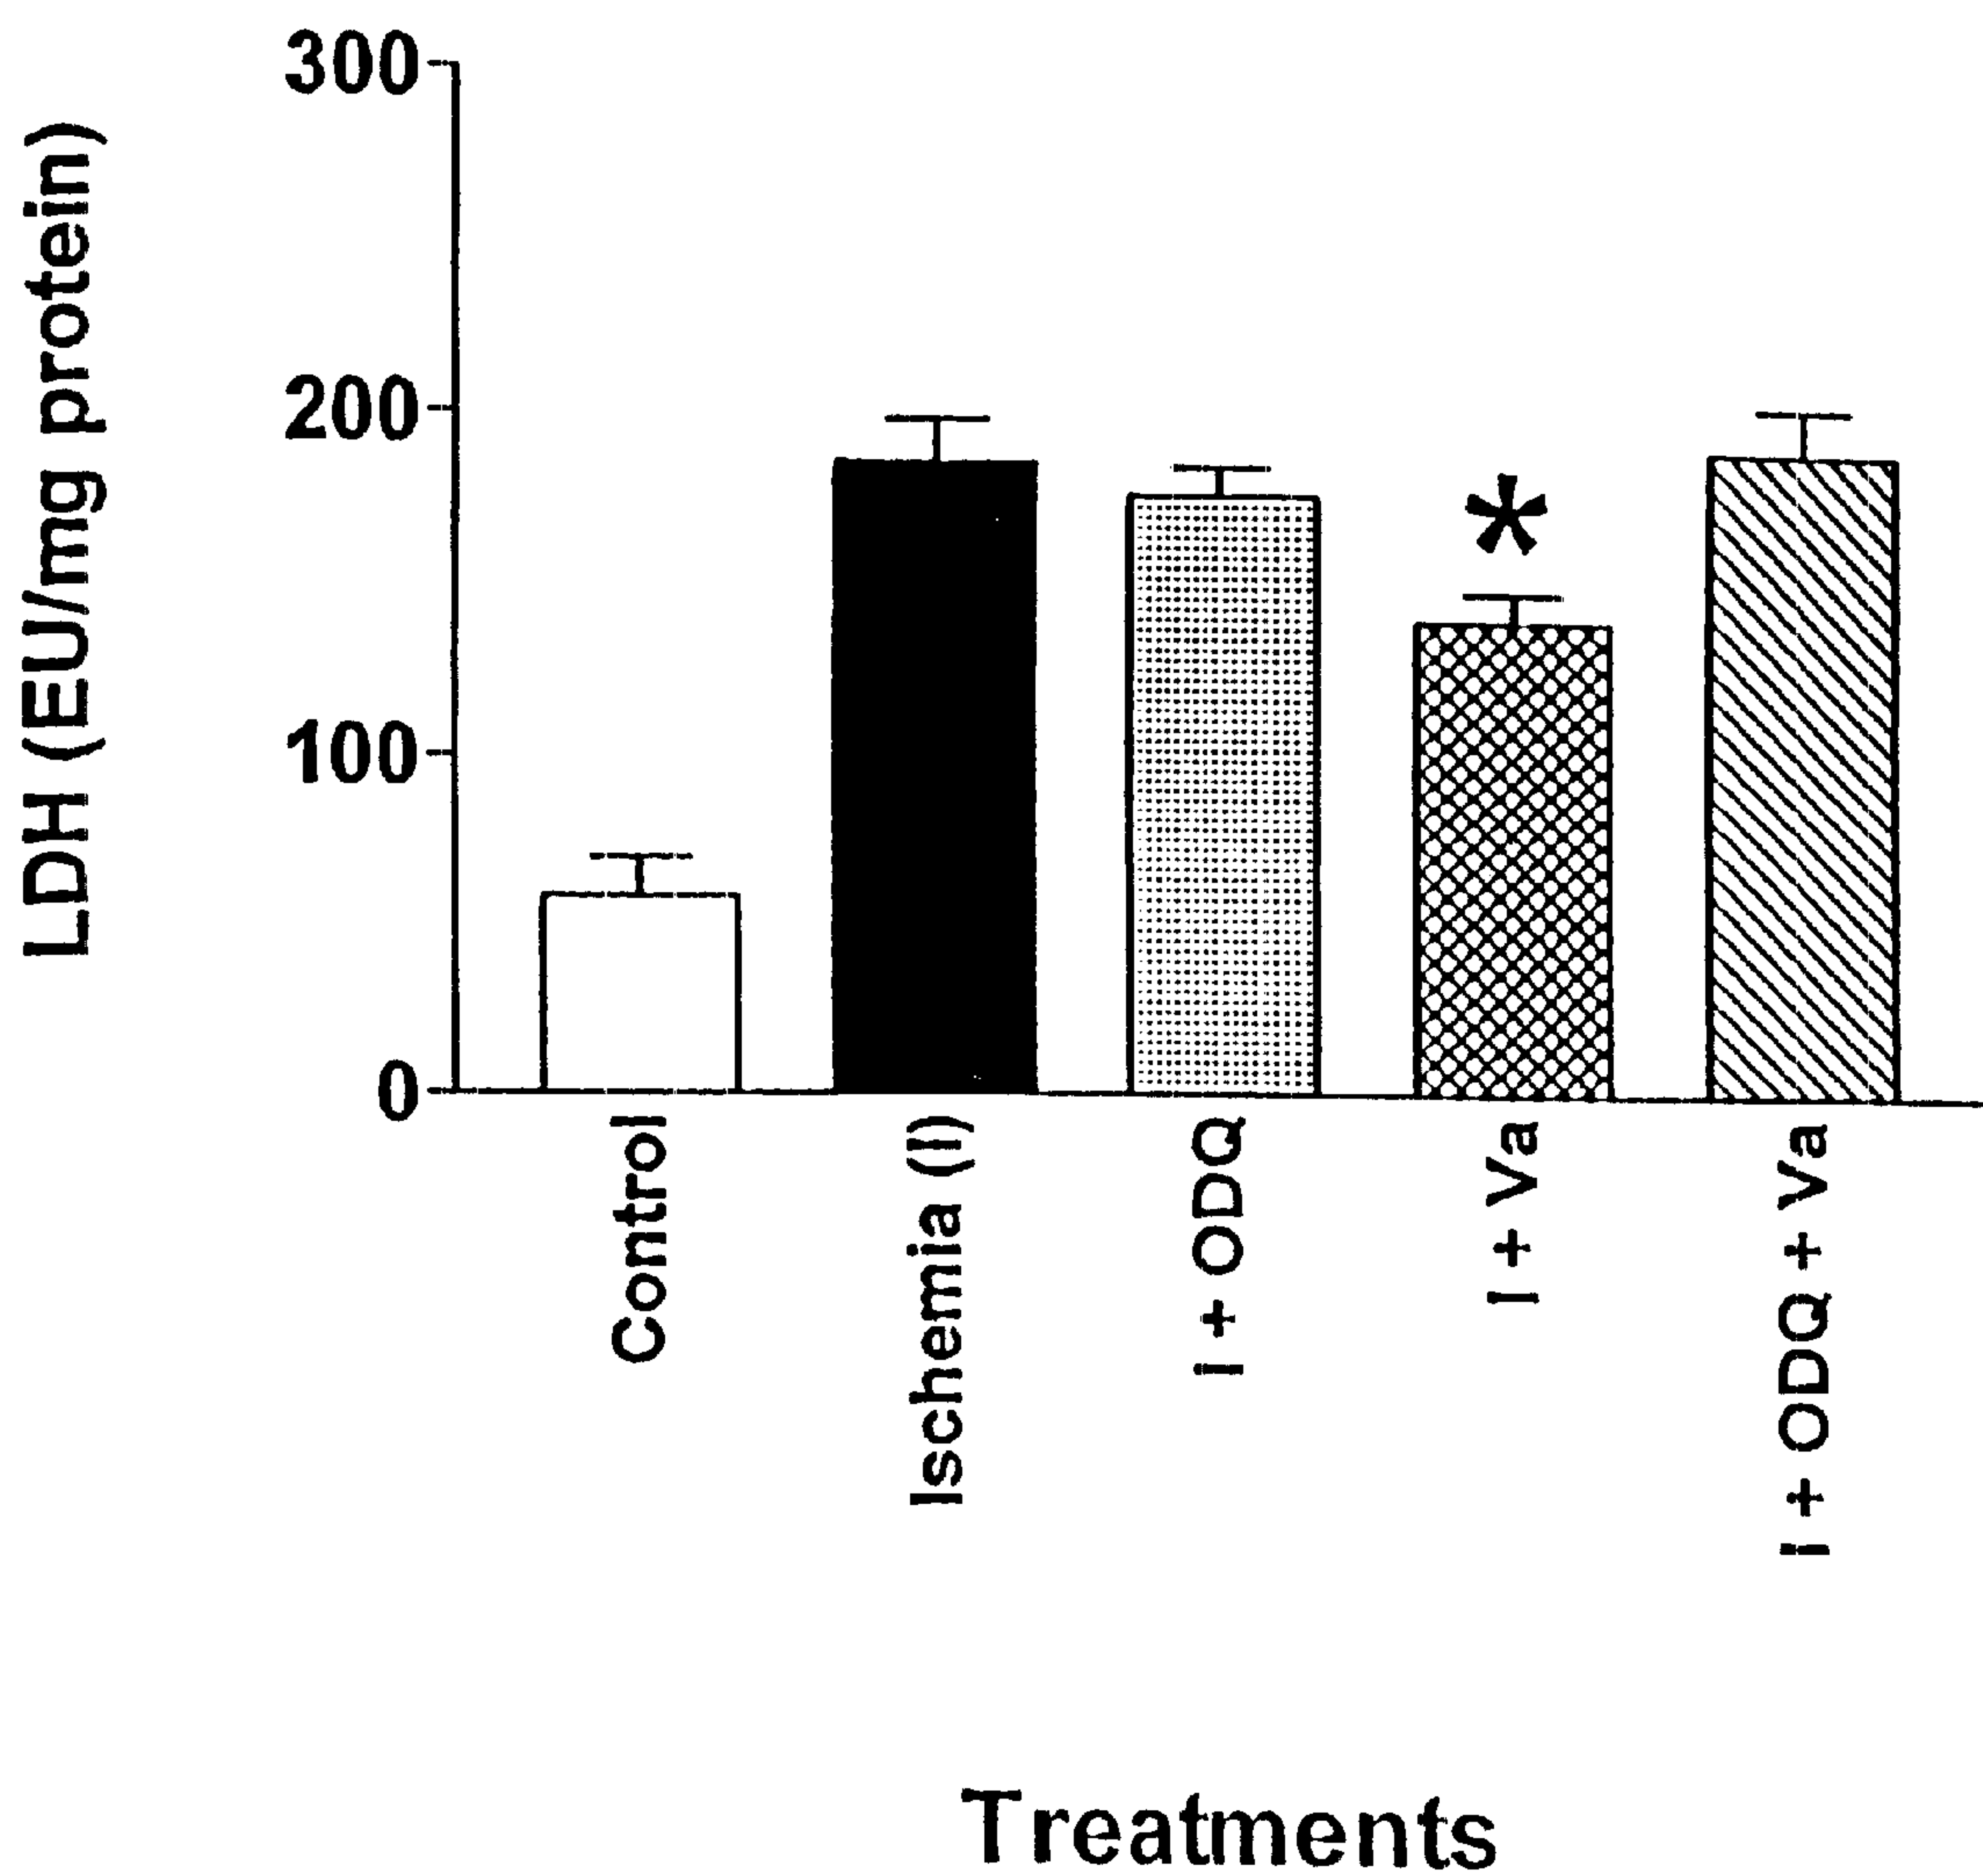 LDH (EU/mg protein)
300
200
100
0
*
Control
Ischemia (I)
I + ODQ
I + Va
I + ODQ + Va
Treatments